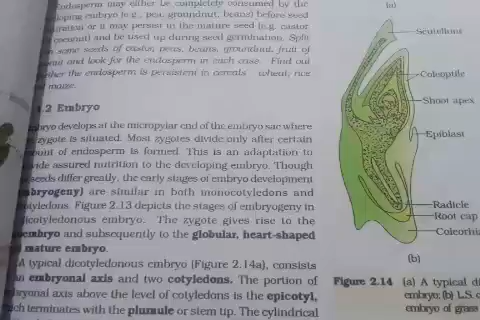 Endosperm may either be completely consumed by the
developing embryo (e.g., pea, groundnut, beans) before seed
maturation or it may persist in the mature seed (e.g. castor
coconut) and be used up during seed germination. Split
some seeds of castor, peas, beans, groundnut, fruit of
and look for the endosperm in each case. Find out
whether the endosperm is persistent in cereals wheat, rice
maize.
.2 Embryo
Embryo develops at the micropylar end of the embryo sac where
zygote is situated. Most zygotes divide only after certain
amount of endosperm is formed. This is an adaptation to
provide assured nutrition to the developing embryo. Though
seeds differ greatly, the early stages of embryo development
(embryogeny) are similar in both monocotyledons and
dicotyledons. Figure 2.13 depicts the stages of embryogeny in
dicotyledonous embryo. The zygote gives rise to the
proembryo and subsequently to the globular, heart-shaped
mature embryo.
A typical dicotyledonous embryo (Figure 2.14a), consists
an embryonal axis and two cotyledons. The portion of
embryonal axis above the level of cotyledons is the epicotyl,
which terminates with the plumule or stem tip. The cylindrical
(a)
Scutellum
Coleoptile
Shoot apex
Epiblast
Radicle
Root cap
Coleorhiz
(b)
Figure 2.14 (a) A typical di
embryo; (b) L.S. o
embryo of grass